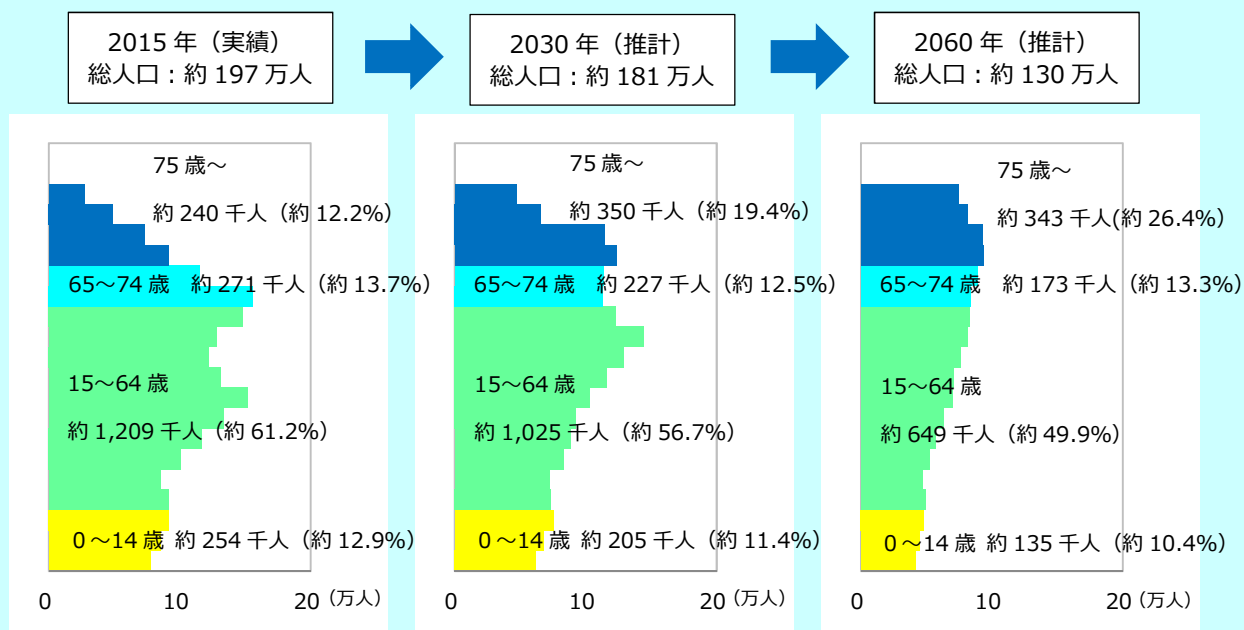 2015 年（実績）
総人口：約 197 万人
2030 年（推計）
総人口：約 181 万人
2060 年（推計）
総人口：約 130 万人
75 歳～
約 240 千人（約 12.2%）
65～74 歳 約 271 千人（約 13.7%）
15～64 歳
約 1,209 千人（約 61.2%）
0～14 歳 約 254 千人（約 12.9%）
0 10 20（万人）
75 歳～
約 350 千人（約 19.4%）
65～74 歳 約 227 千人（約 12.5%）
15～64 歳
約 1,025 千人（約 56.7%）
0～14 歳 約 205 千人（約 11.4%）
0 10 20（万人）
75 歳～
約 343 千人(約 26.4%）
65～74 歳 約 173 千人（約 13.3%）
15～64 歳
約 649 千人（約 49.9%）
0～14 歳 約 135 千人（約 10.4%）
0 10 20（万人）